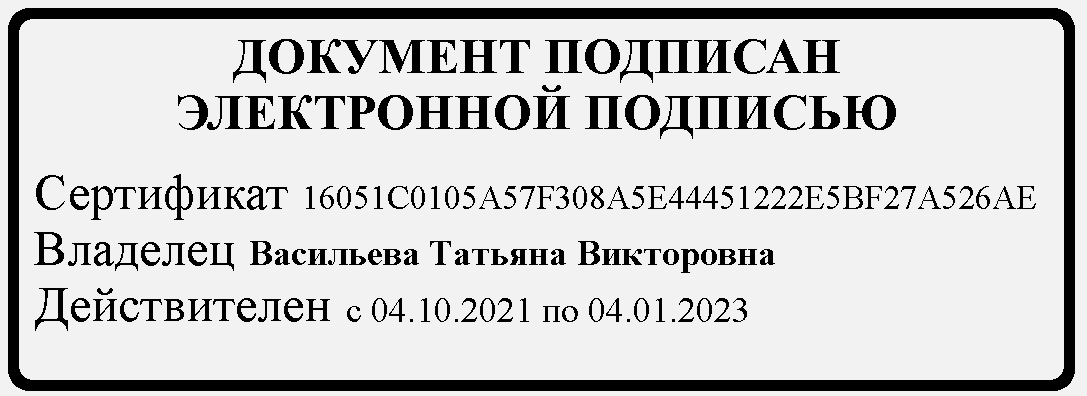 ДОКУМЕНТ ПОДПИСАН
ЭЛЕКТРОННОЙ ПОДПИСЬЮ
Сертификат 16051C0105A57F308A5E44451222E5BF27A526AE
Владелец Васильева Татьяна Викторовна
Действителен с 04.10.2021 по 04.01.2023